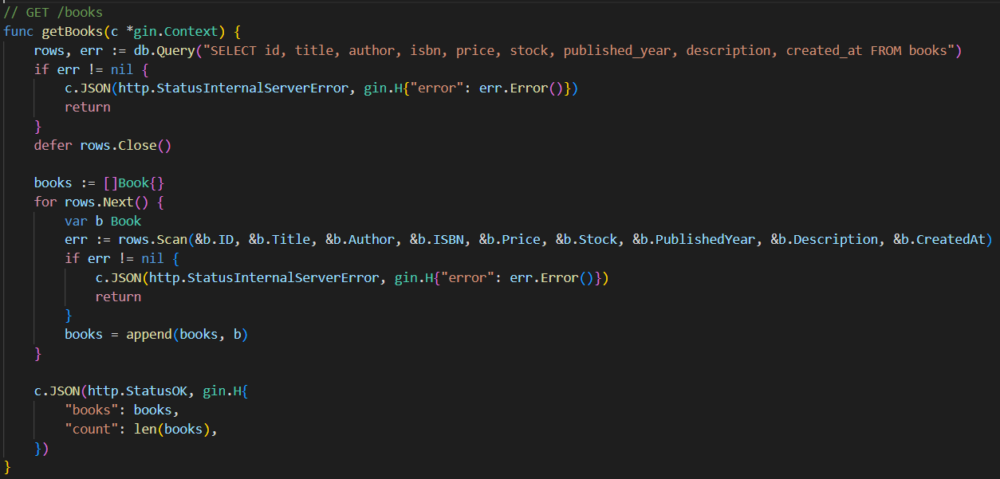 // GET /books
func getBooks(c *gin.Context) {
    rows, err := db.Query("SELECT id, title, author, isbn, price, stock, published_year, description, created_at FROM books")
    if err != nil {
        c.JSON(http.StatusInternalServerError, gin.H{"error": err.Error()})
        return
    }
    defer rows.Close()

    books := []Book{}
    for rows.Next() {
        var b Book
        err := rows.Scan(&b.ID, &b.Title, &b.Author, &b.ISBN, &b.Price, &b.Stock, &b.PublishedYear, &b.Description, &b.CreatedAt)
        if err != nil {
            c.JSON(http.StatusInternalServerError, gin.H{"error": err.Error()})
            return
        }
        books = append(books, b)
    }

    c.JSON(http.StatusOK, gin.H{
        "books": books,
        "count": len(books),
    })
}